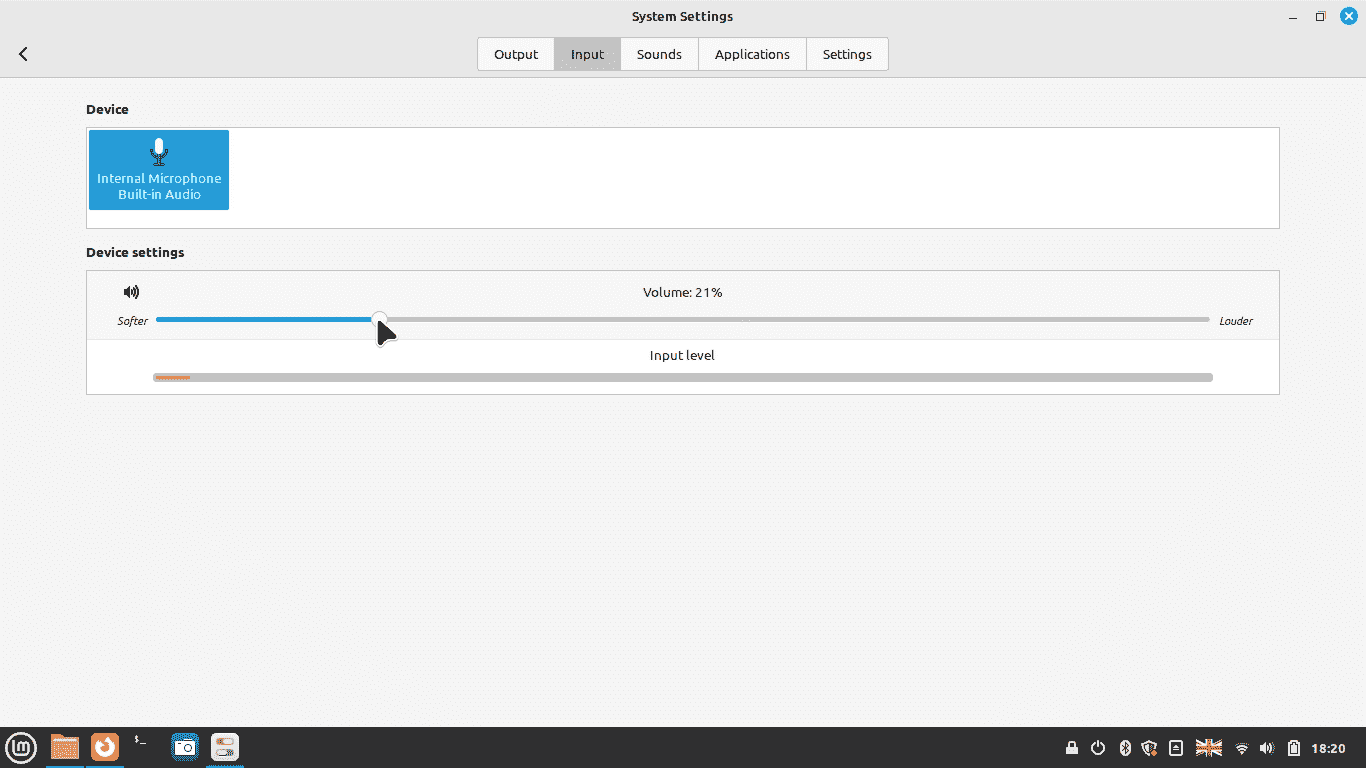 System Settings
Output Input Sounds Applications Settings
Device
Internal Microphone
Built-in Audio
Device settings
Volume: 21%
Softer Louder
Input level
lm $_ 18:20